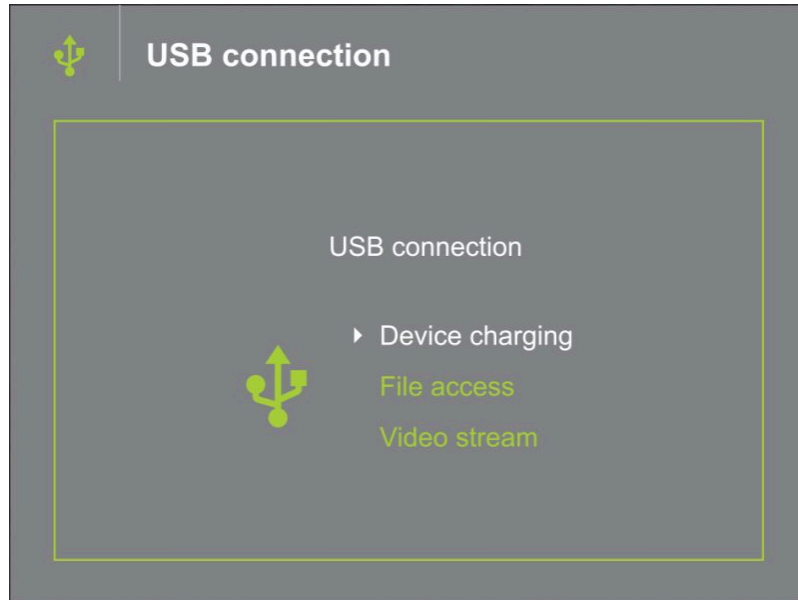 USB connection
USB connection
Device charging
File access
Video stream